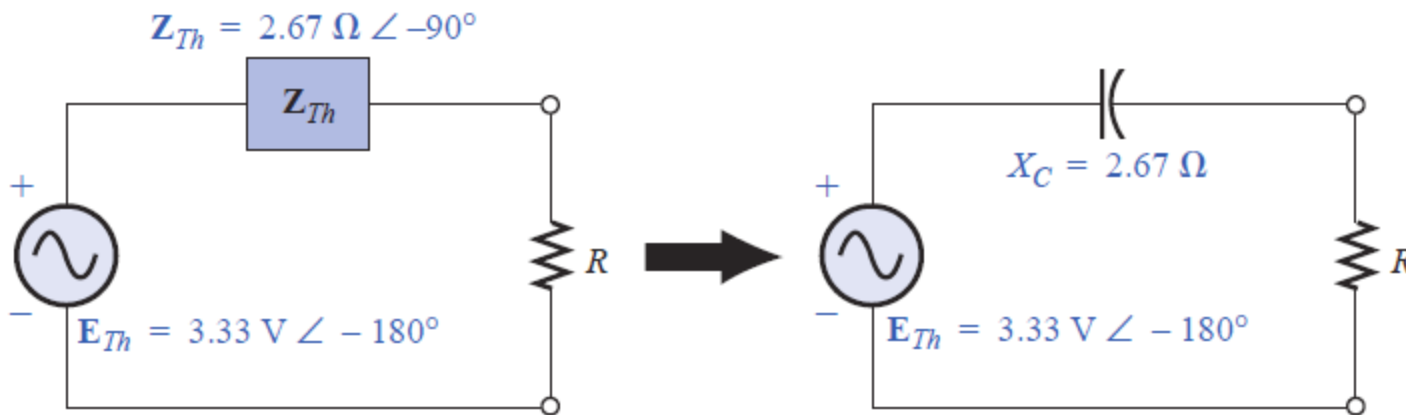 Z_Th = 2.67 Ω ∠ –90°
Z_Th
+
–
R
E_Th = 3.33 V ∠ – 180°
X_C = 2.67 Ω
+
–
R
E_Th = 3.33 V ∠ – 180°